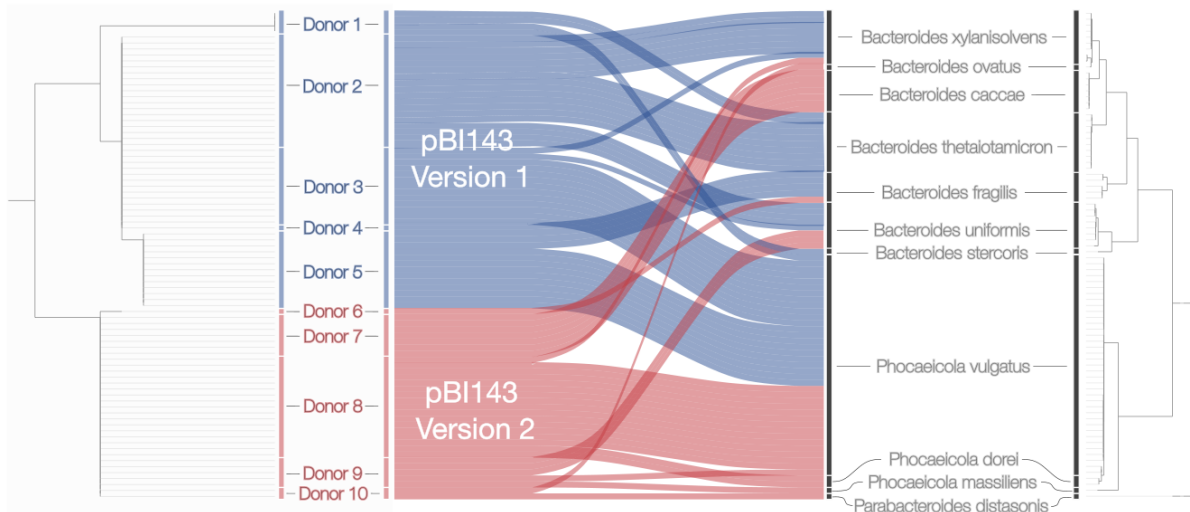 Donor 1
Donor 2
Donor 3
Donor 4
Donor 5
Donor 6
Donor 7
Donor 8
Donor 9
Donor 10
pBI143
Version 1
pBI143
Version 2
Bacteroides xylanisolvens
Bacteroides ovatus
Bacteroides caccae
Bacteroides thetaiotamicron
Bacteroides fragilis
Bacteroides uniformis
Bacteroides stercoris
Phocaeicola vulgatus
Phocaeicola dorei
Phocaeicola massiliens
Parabacteroides distasonis